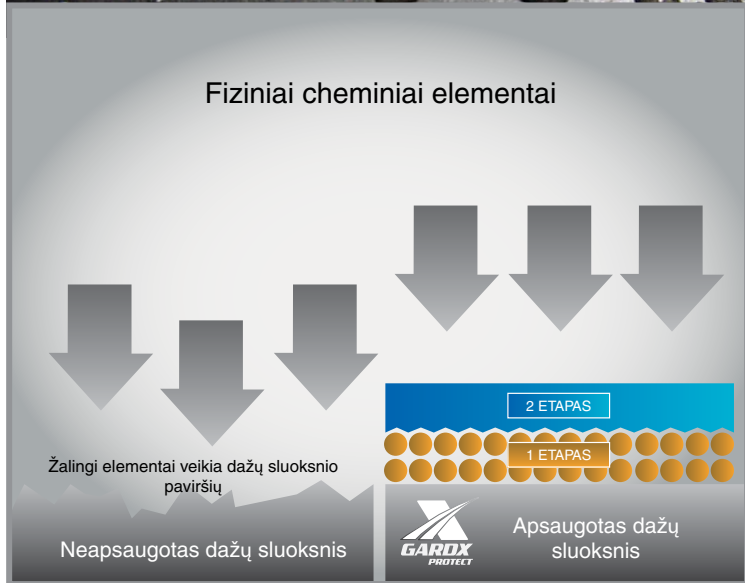 Fiziniai cheminiai elementai
2 ETAPAS
1 ETAPAS
Žalingi elementai veikia dažų sluoksnio
paviršių
Neapsaugotas dažų sluoksnis
GARDX
PROTECT
Apsaugotas dažų
sluoksnis